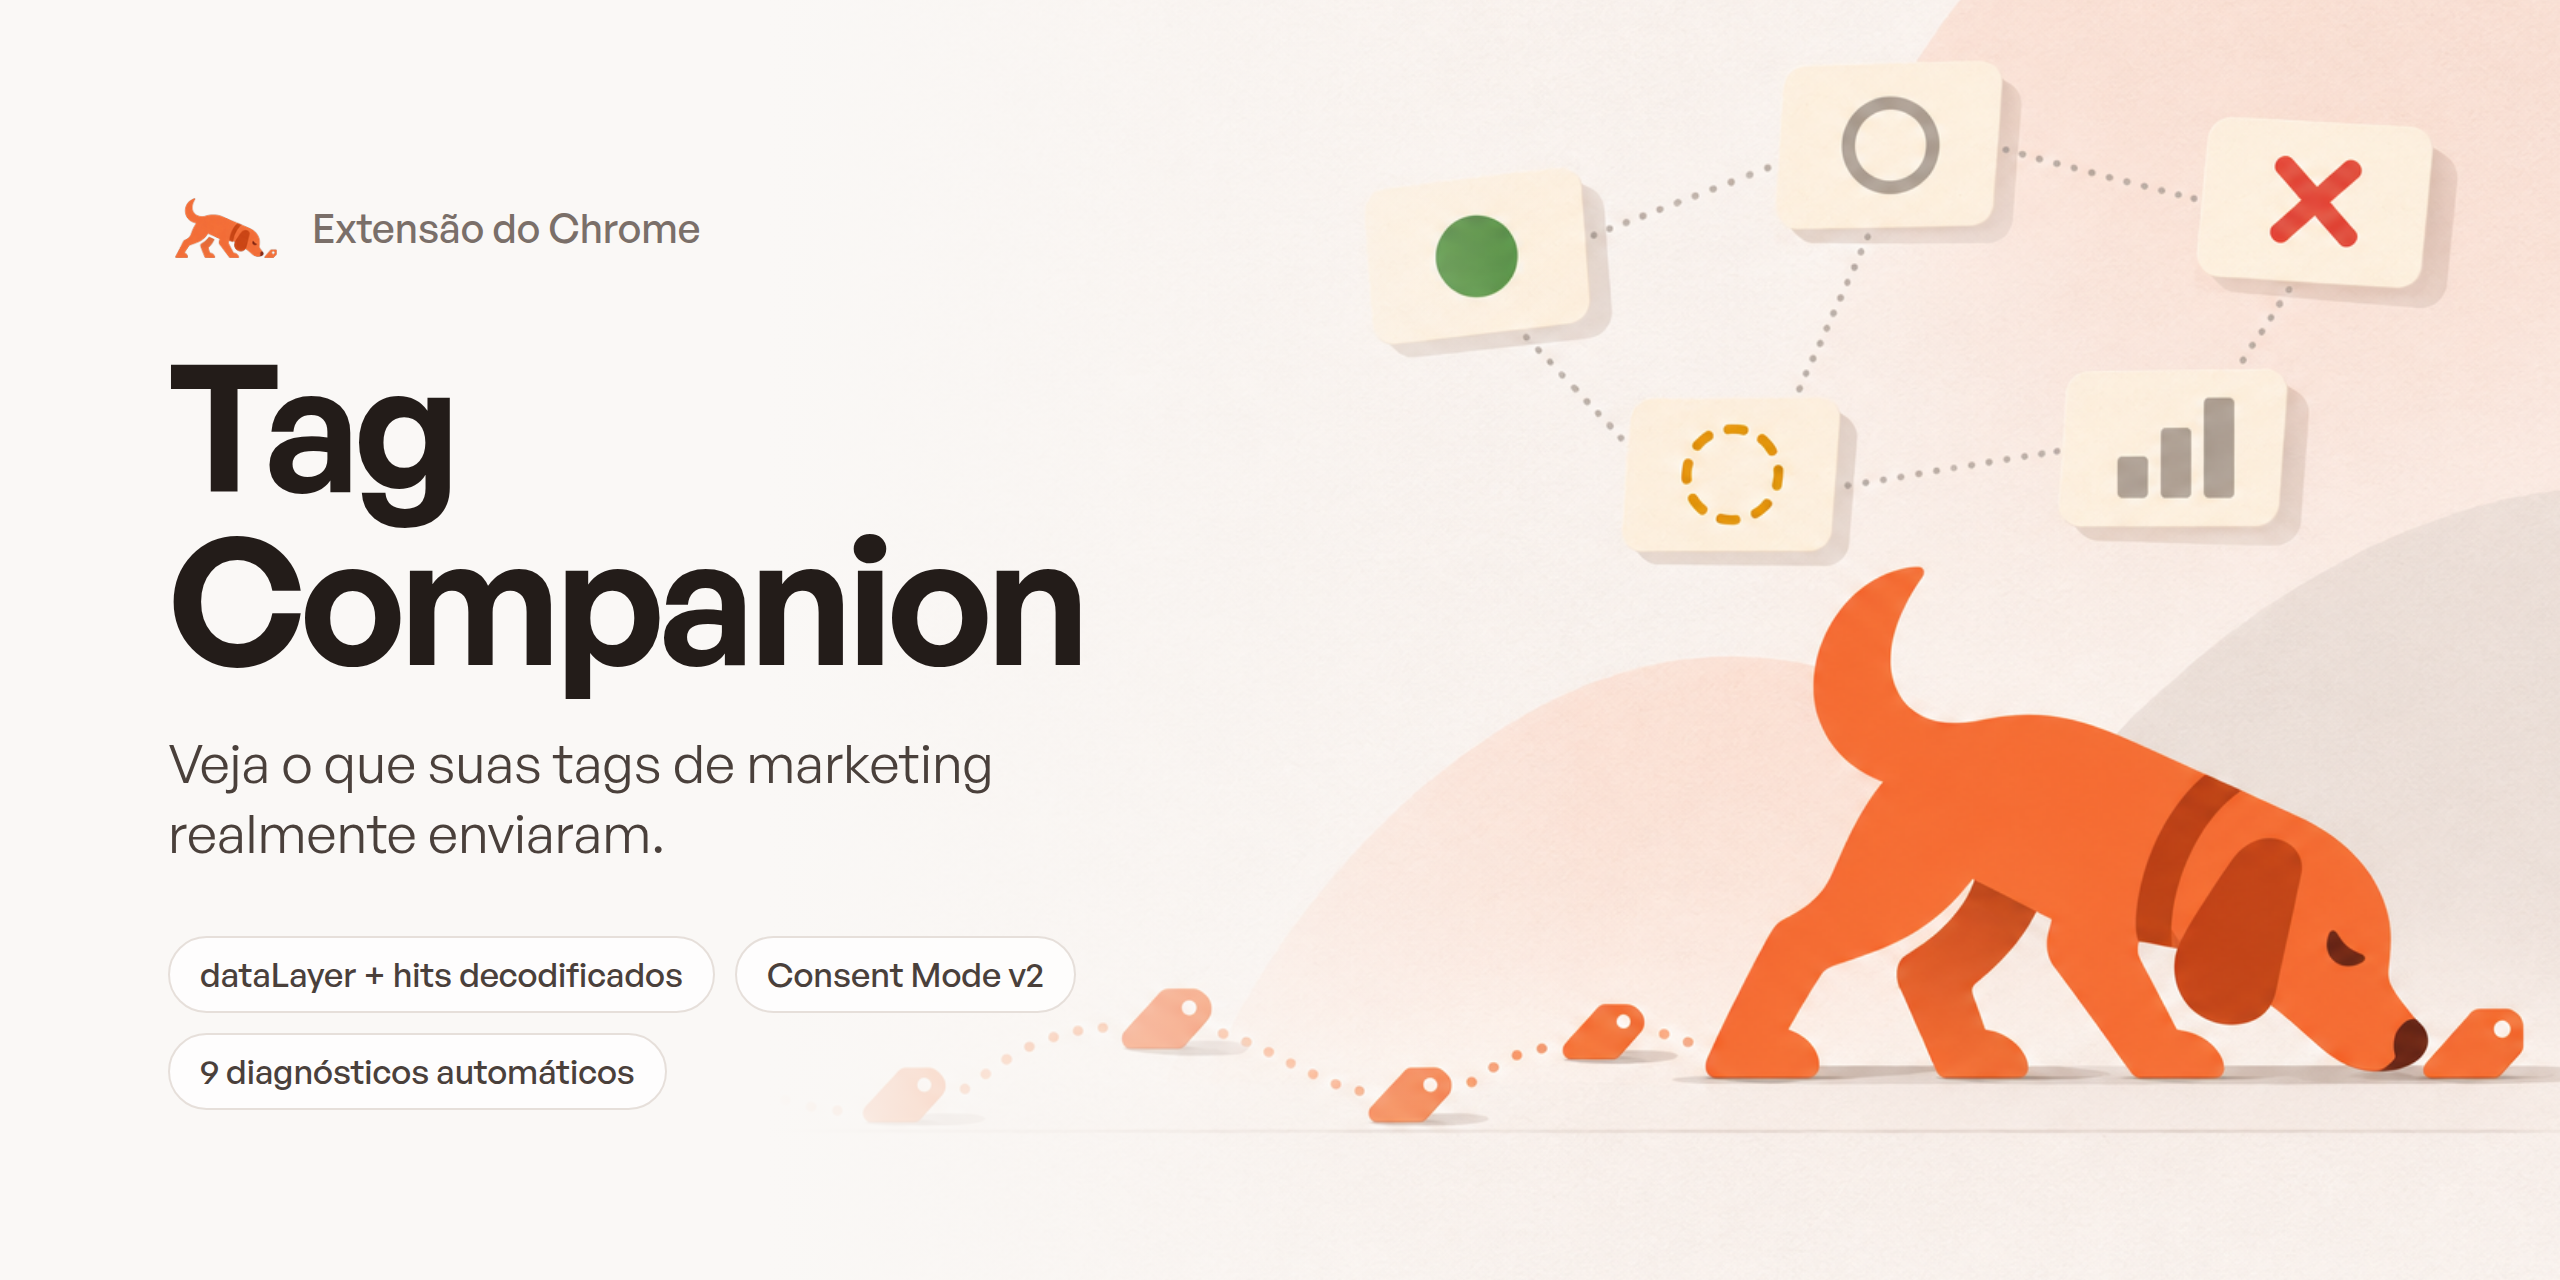 Extensão do Chrome
Tag
Companion
Veja o que suas tags de marketing
realmente enviaram.
dataLayer + hits decodificados
Consent Mode v2
9 diagnósticos automáticos